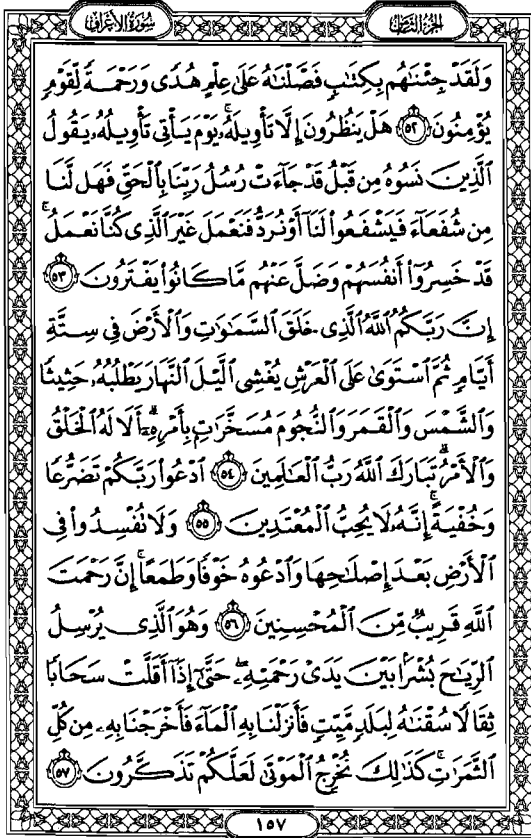 سُورَةُ الأَعْرَافِ
الجُزْءُ الثَّامِنُ
وَلَقَدْ جِئْنَٰهُم بِكِتَٰبٍ فَصَّلْنَٰهُ عَلَىٰ عِلْمٍ هُدًى وَرَحْمَةً لِّقَوْمٍ
يُؤْمِنُونَ ٥٢ هَلْ يَنظُرُونَ إِلَّا تَأْوِيلَهُۥ ۚ يَوْمَ يَأْتِى تَأْوِيلُهُۥ يَقُولُ
ٱلَّذِينَ نَسُوهُ مِن قَبْلُ قَدْ جَآءَتْ رُسُلُ رَبِّنَا بِٱلْحَقِّ فَهَل لَّنَا
مِن شُفَعَآءَ فَيَشْفَعُوا۟ لَنَآ أَوْ نُرَدُّ فَنَعْمَلَ غَيْرَ ٱلَّذِى كُنَّا نَعْمَلُ ۚ
قَدْ خَسِرُوٓا۟ أَنفُسَهُمْ وَضَلَّ عَنْهُم مَّا كَانُوا۟ يَفْتَرُونَ ٥٣
إِنَّ رَبَّكُمُ ٱللَّهُ ٱلَّذِى خَلَقَ ٱلسَّمَٰوَٰتِ وَٱلْأَرْضَ فِى سِتَّةِ
أَيَّامٍ ثُمَّ ٱسْتَوَىٰ عَلَى ٱلْعَرْشِ يُغْشِى ٱلَّيْلَ ٱلنَّهَارَ يَطْلُبُهُۥ حَثِيثًا
وَٱلشَّمْسَ وَٱلْقَمَرَ وَٱلنُّجُومَ مُسَخَّرَٰتٍۭ بِأَمْرِهِۦٓ ۗ أَلَا لَهُ ٱلْخَلْقُ
وَٱلْأَمْرُ ۗ تَبَارَكَ ٱللَّهُ رَبُّ ٱلْعَٰلَمِينَ ٥٤ ٱدْعُوا۟ رَبَّكُمْ تَضَرُّعًا
وَخُفْيَةً ۚ إِنَّهُۥ لَا يُحِبُّ ٱلْمُعْتَدِينَ ٥٥ وَلَا تُفْسِدُوا۟ فِى
ٱلْأَرْضِ بَعْدَ إِصْلَٰحِهَا وَٱدْعُوهُ خَوْفًا وَطَمَعًا ۚ إِنَّ رَحْمَتَ
ٱللَّهِ قَرِيبٌ مِّنَ ٱلْمُحْسِنِينَ ٥٦ وَهُوَ ٱلَّذِى يُرْسِلُ
ٱلرِّيَٰحَ بُشْرًۢا بَيْنَ يَدَىْ رَحْمَتِهِۦ ۖ حَتَّىٰٓ إِذَآ أَقَلَّتْ سَحَابًا
ثِقَالًا سُقْنَٰهُ لِبَلَدٍ مَّيِّتٍ فَأَنزَلْنَا بِهِ ٱلْمَآءَ فَأَخْرَجْنَا بِهِۦ مِن كُلِّ
ٱلثَّمَرَٰتِ ۚ كَذَٰلِكَ نُخْرِجُ ٱلْمَوْتَىٰ لَعَلَّكُمْ تَذَكَّرُونَ ٥٧
١٥٧